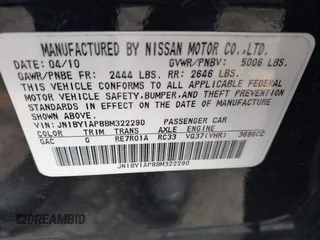 MANUFACTURED BY NISSAN MOTOR CO.,LTD.
DATE: 04/10 GVWR/PNBV: 5006 LBS.
GAWR/PNBE FR: 2444 LBS. RR: 2646 LBS.
THIS VEHICLE CONFORMS TO ALL APPLICABLE FEDERAL
MOTOR VEHICLE SAFETY, BUMPER, AND THEFT PREVENTION
STANDARDS IN EFFECT ON THE DATE OF MANUFACTURE
SHOWN ABOVE.
VIN: JN1BY1AP8BM322290 PASSENGER CAR
COLOR TRIM TRANS AXLE ENGINE
GAC G RE7R01A RC33 VQ37(VHR) 3696CC
JN1BY1AP8BM322290
AUTOBIDMASTER